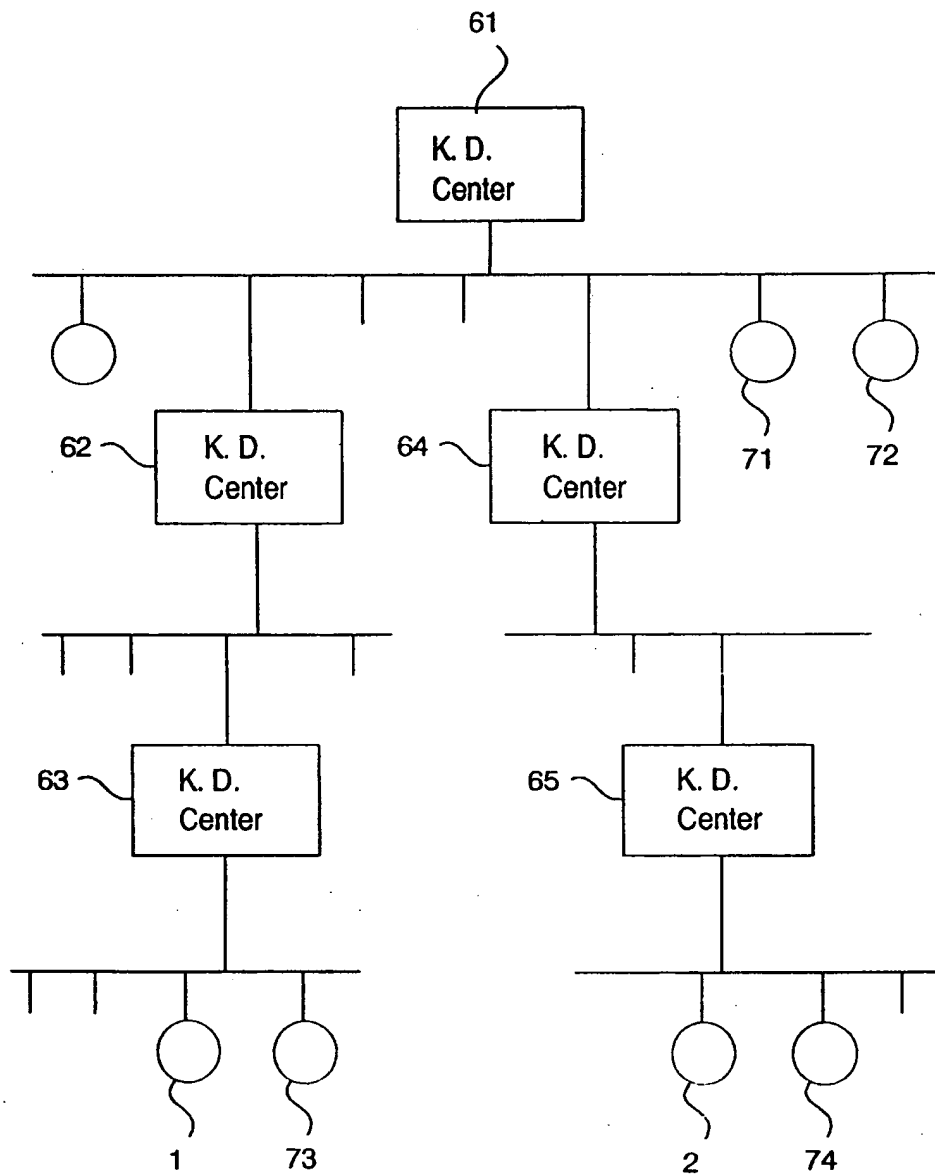 61
K. D.
Center
62
K. D.
Center
64
K. D.
Center
71
72
63
K. D.
Center
65
K. D.
Center
1
73
2
74